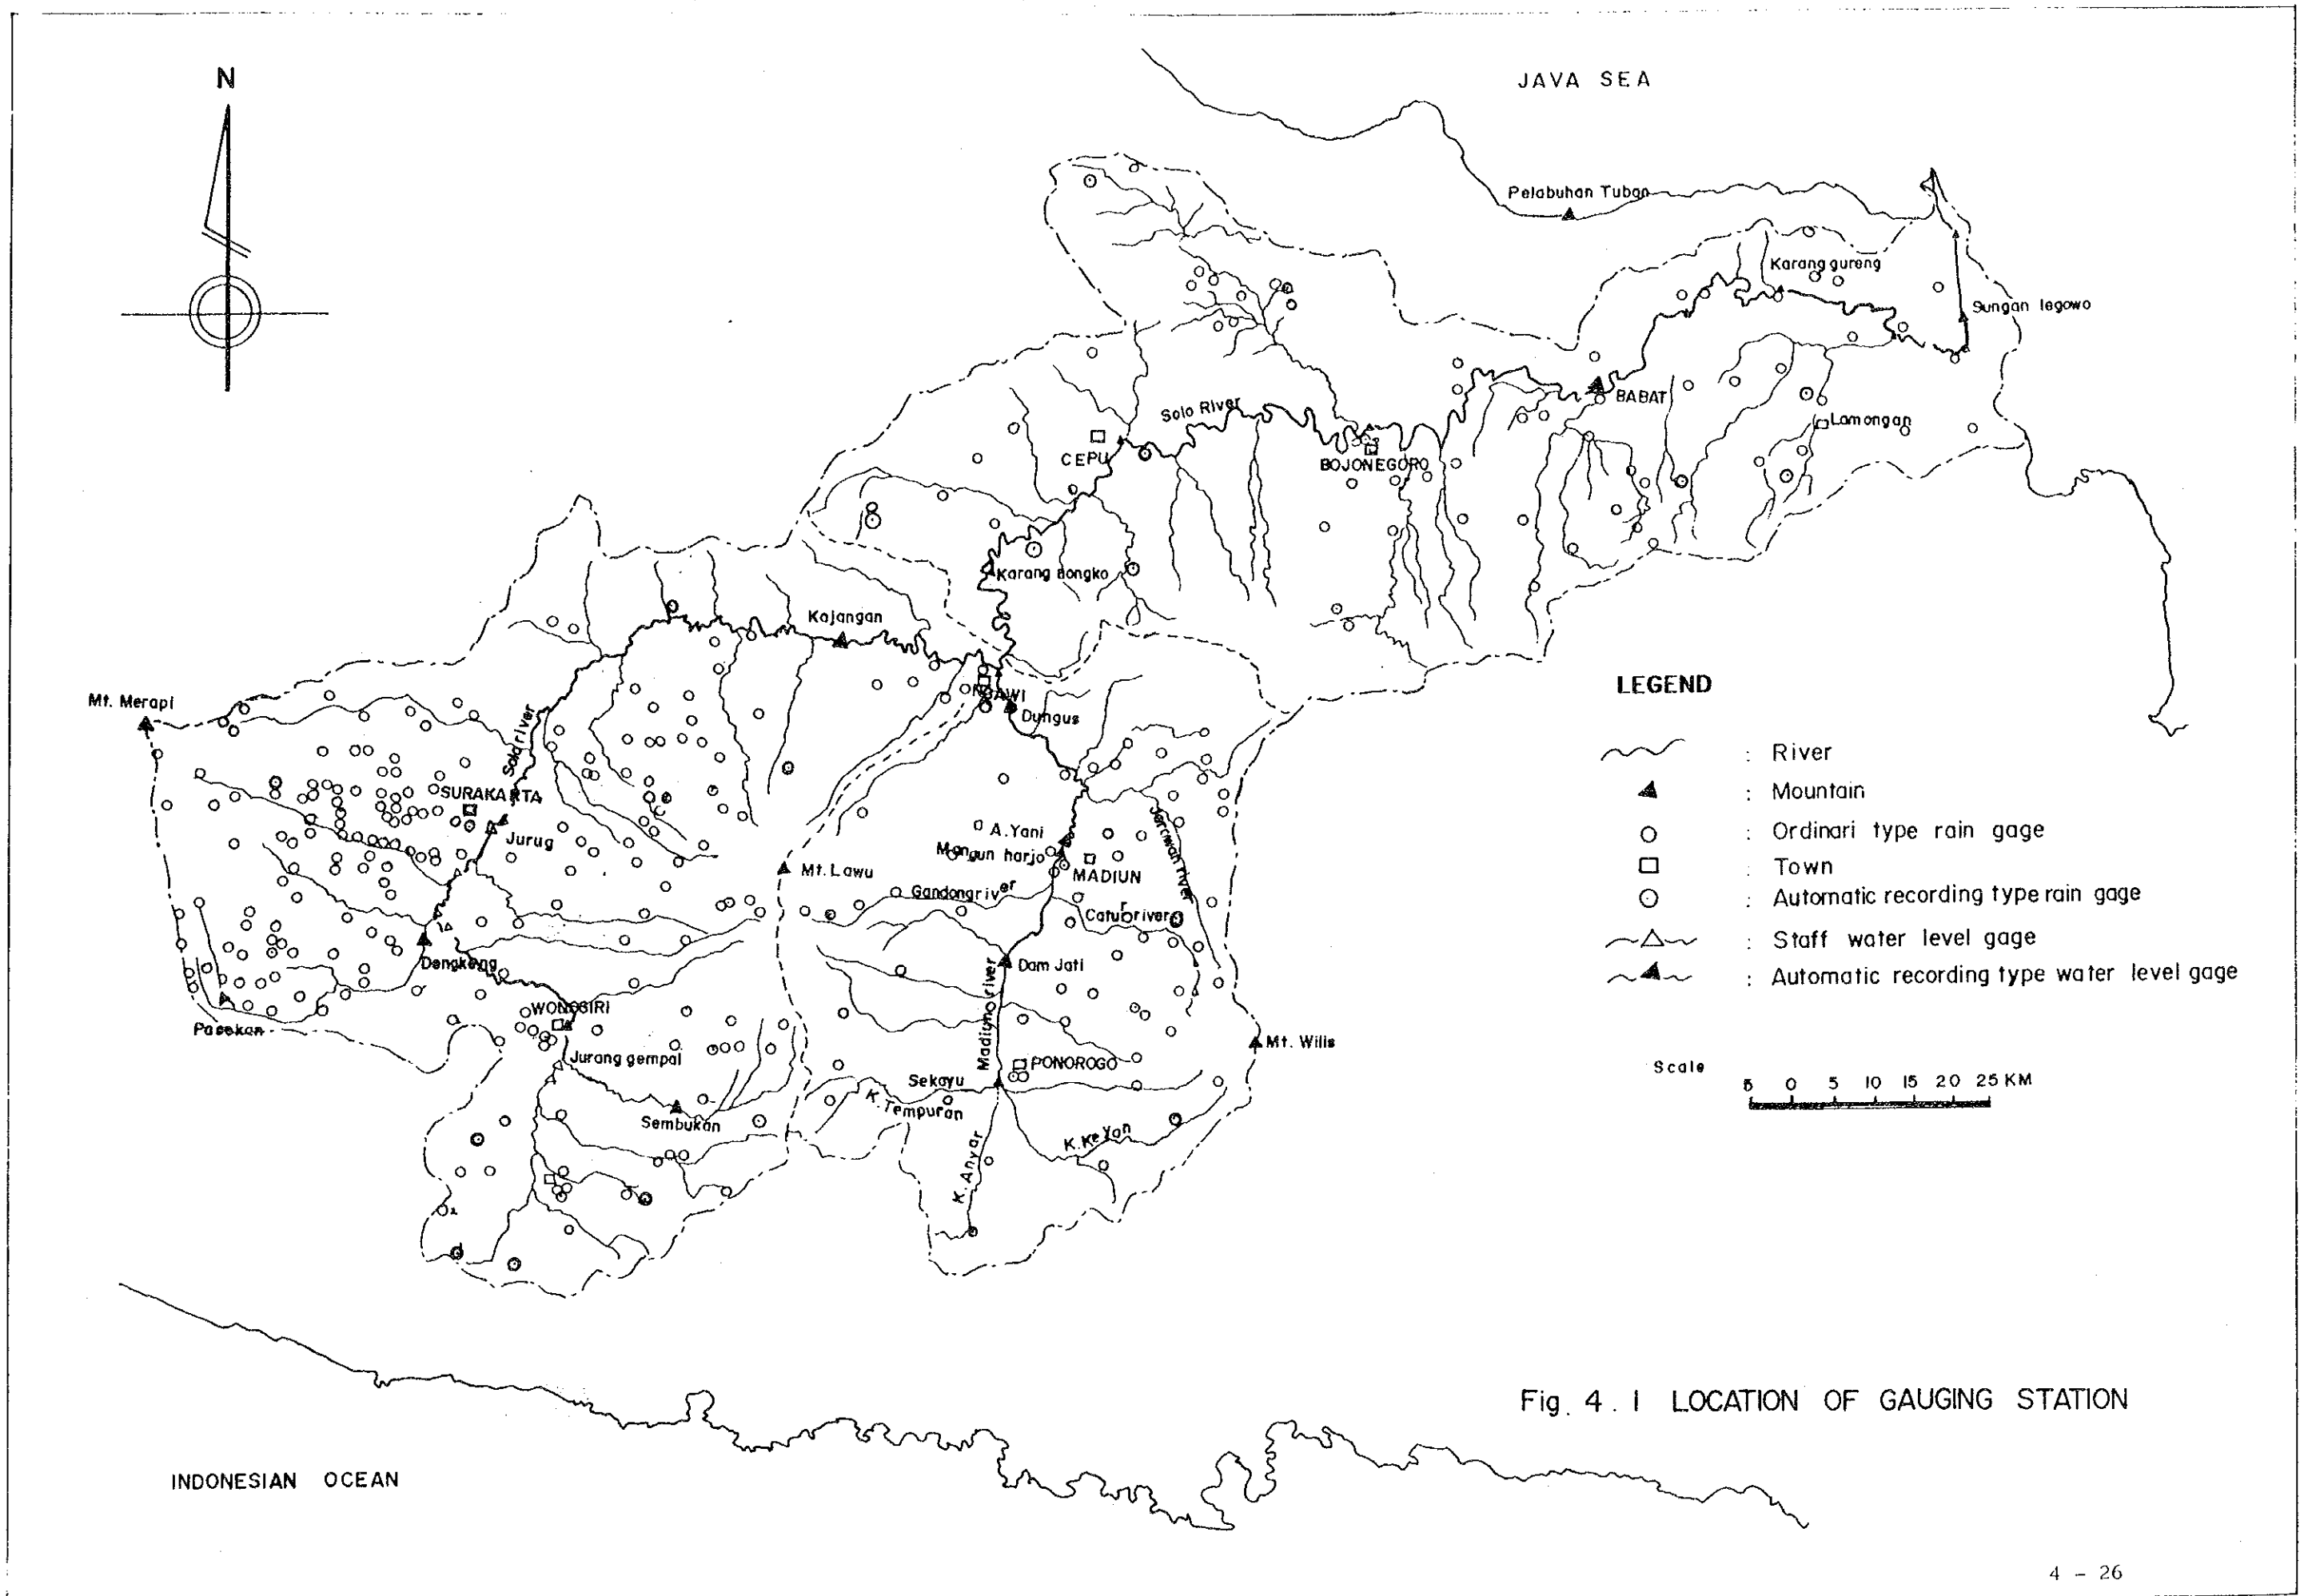 N
JAVA SEA
Pelabuhan Tuban
Karang gureng
Sungan legowo
BABAT
Lamongan
Solo River
CEPU
BOJONEGORO
Karang nongko
Kajangan
Mt. Merapi
NGAWI
Dungus
Solo river
SURAKARTA
Jurug
A. Yani
Mangun harjo
MADIUN
Mt. Lawu
Gandong river
Catur river
Dengkeng
Dam Jati
Madiun river
WONOGIRI
Pasekan
Jurang gempal
PONOROGO
Mt. Wilis
Sekayu
K. Tempuran
Sembukan
K. Ke Yan
K. Anyar
LEGEND
: River
: Mountain
: Ordinari type rain gage
: Town
: Automatic recording type rain gage
: Staff water level gage
: Automatic recording type water level gage
Scale
5 0 5 10 15 20 25 KM
Fig. 4. 1 LOCATION OF GAUGING STATION
INDONESIAN OCEAN
4 - 26